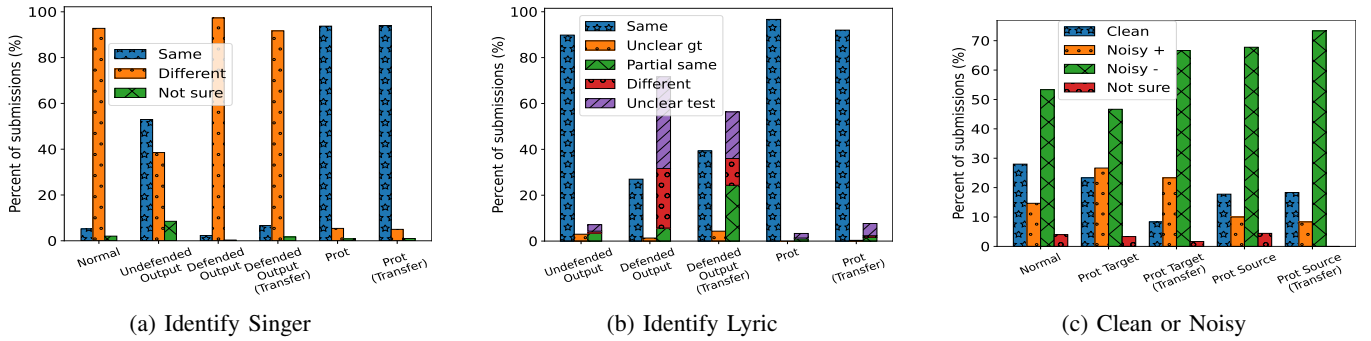 Percent of submissions (%)
100
80
60
40
20
0
Same
Different
Not sure
Normal
Undefended
Output
Defended
Output
Defended
Output
(Transfer)
Prot
Prot
(Transfer)
(a) Identify Singer
Percent of submissions (%)
100
80
60
40
20
0
Same
Unclear gt
Partial same
Different
Unclear test
Undefended
Output
Defended
Output
Defended
Output
(Transfer)
Prot
Prot
(Transfer)
(b) Identify Lyric
Percent of submissions (%)
70
60
50
40
30
20
10
0
Clean
Noisy +
Noisy -
Not sure
Normal
Prot Target
Prot Target
(Transfer)
Prot Source
Prot Source
(Transfer)
(c) Clean or Noisy